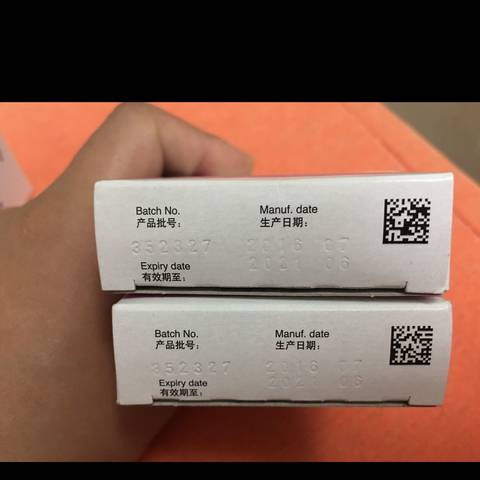 Batch No.
产品批号：
Manuf. date
生产日期：
352327
2016 07
Expiry date
有效期至：
2021 06
Batch No.
产品批号：
Manuf. date
生产日期：
352327
2016
Expiry date
有效期至：
06